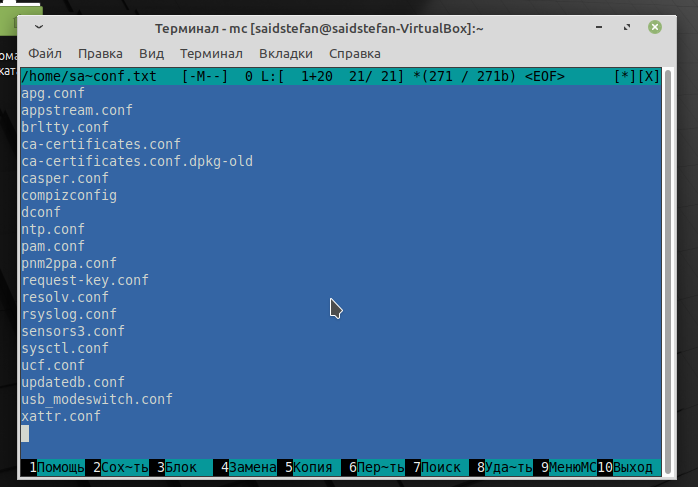 Терминал - mc [saidstefan@saidstefan-VirtualBox]:~
Файл Правка Вид Терминал Вкладки Справка
/home/sa~conf.txt [-M--] 0 L:[ 1+20 21/ 21] *(271 / 271b) <EOF> [*][X]
apg.conf
appstream.conf
brltty.conf
ca-certificates.conf
ca-certificates.conf.dpkg-old
casper.conf
compizconfig
dconf
ntp.conf
pam.conf
pnm2ppa.conf
request-key.conf
resolv.conf
rsyslog.conf
sensors3.conf
sysctl.conf
ucf.conf
updatedb.conf
usb_modeswitch.conf
xattr.conf
1Помощь 2Сох~ть 3Блок 4Замена 5Копия 6Пер~ть 7Поиск 8Уда~ть 9МенюMC 10Выход